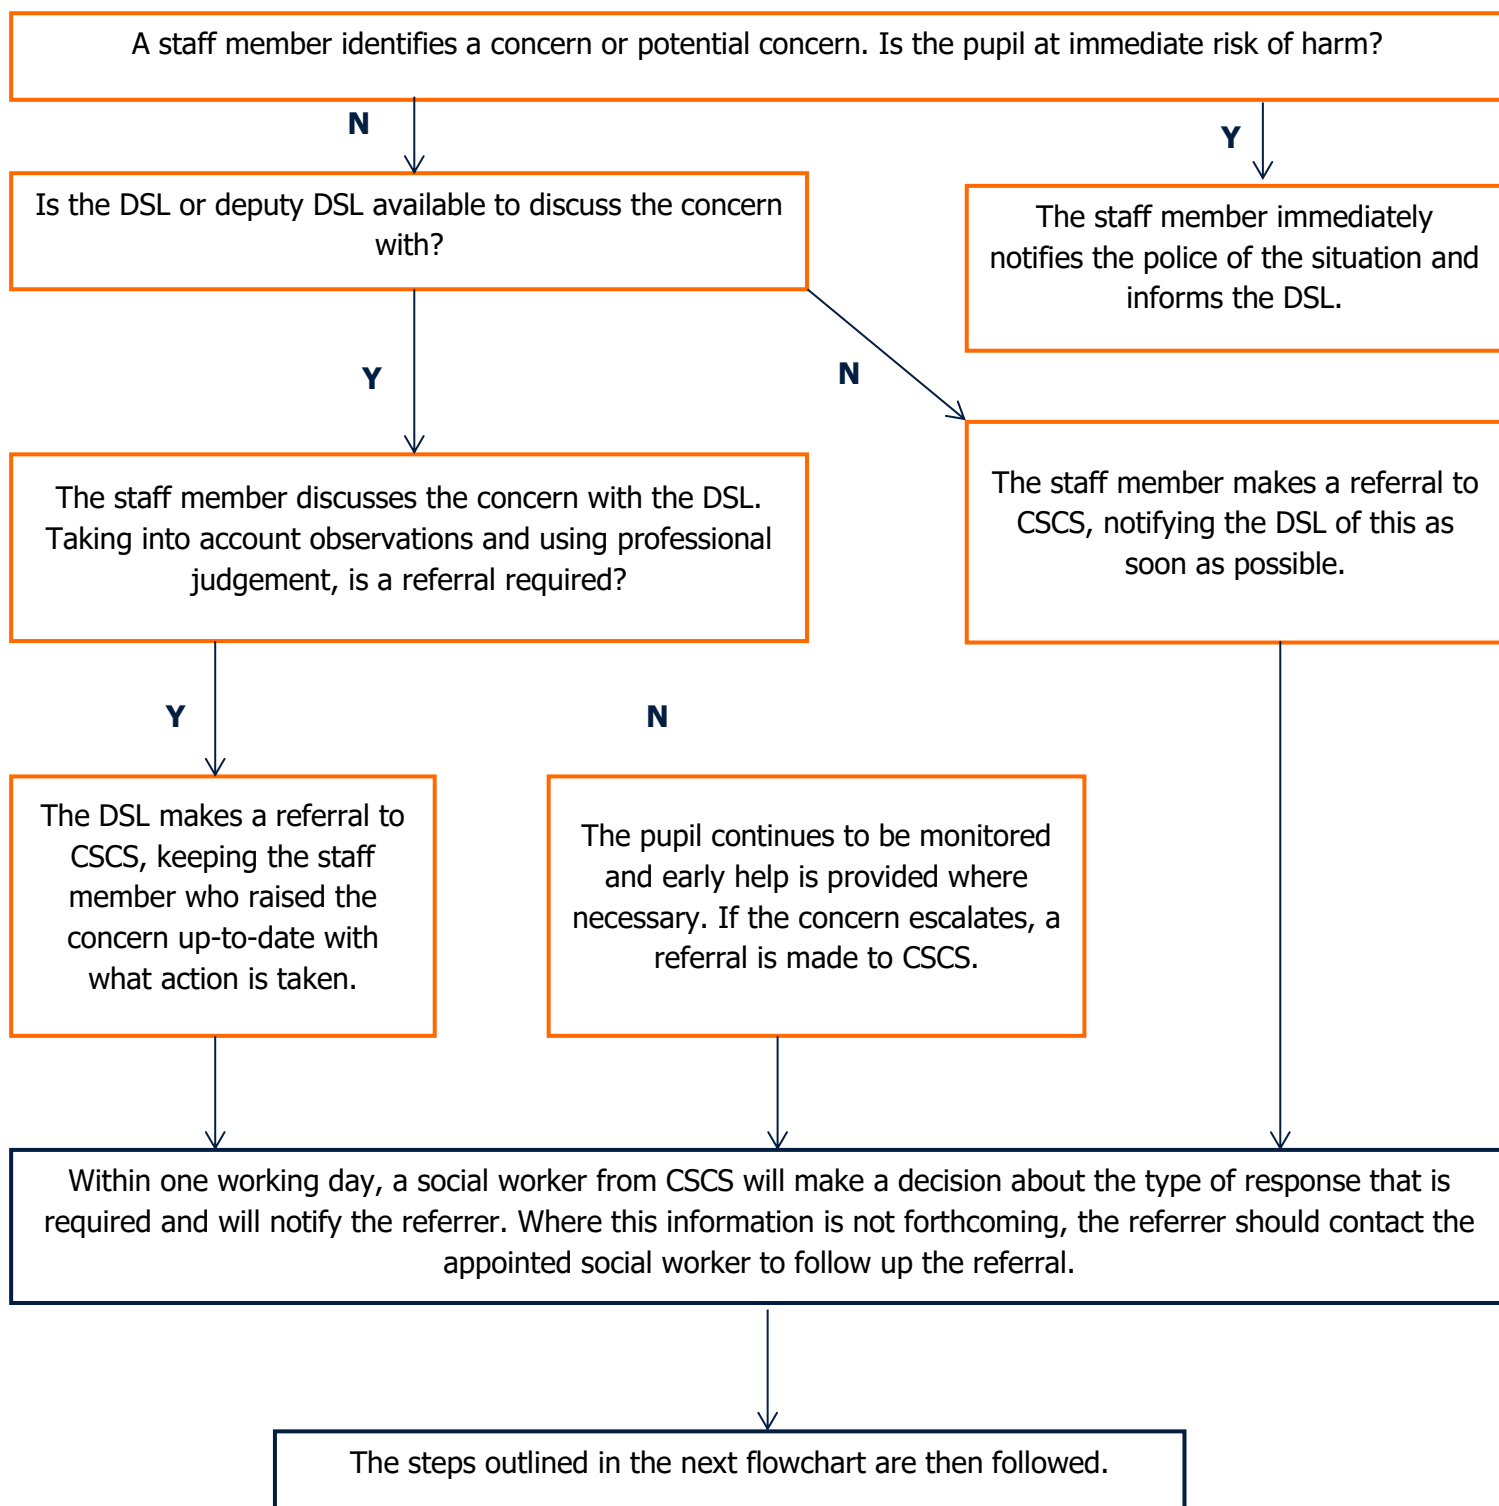 A staff member identifies a concern or potential concern. Is the pupil at immediate risk of harm?
N
Y
Is the DSL or deputy DSL available to discuss the concern
with?
The staff member immediately
notifies the police of the situation and
informs the DSL.
Y
N
The staff member discusses the concern with the DSL.
Taking into account observations and using professional
judgement, is a referral required?
The staff member makes a referral to
CSCS, notifying the DSL of this as
soon as possible.
Y
N
The DSL makes a referral to
CSCS, keeping the staff
member who raised the
concern up-to-date with
what action is taken.
The pupil continues to be monitored
and early help is provided where
necessary. If the concern escalates, a
referral is made to CSCS.
Within one working day, a social worker from CSCS will make a decision about the type of response that is
required and will notify the referrer. Where this information is not forthcoming, the referrer should contact the
appointed social worker to follow up the referral.
The steps outlined in the next flowchart are then followed.